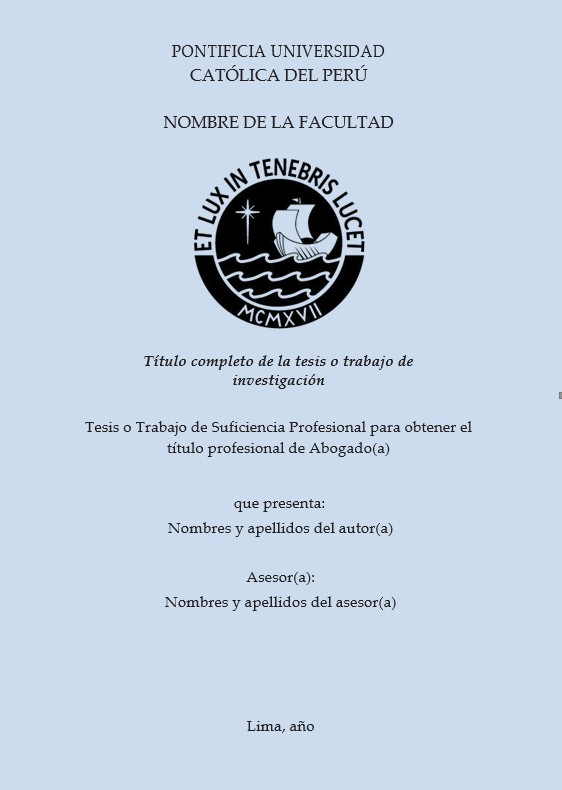 PONTIFICIA UNIVERSIDAD
CATÓLICA DEL PERÚ
NOMBRE DE LA FACULTAD
ET LUX IN TENEBRIS LUCET
MCMXVII
Título completo de la tesis o trabajo de
investigación
Tesis o Trabajo de Suficiencia Profesional para obtener el
título profesional de Abogado(a)
que presenta:
Nombres y apellidos del autor(a)
Asesor(a):
Nombres y apellidos del asesor(a)
Lima, año